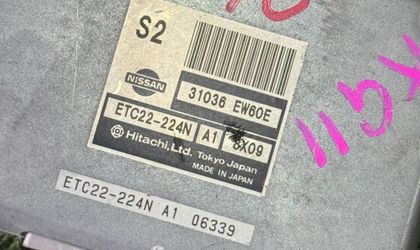 S2
NISSAN
31036 EW60E
ETC22-224N A1 6X09
Hitachi, Ltd. Tokyo Japan
MADE IN JAPAN
ETC22-224N A1 06339